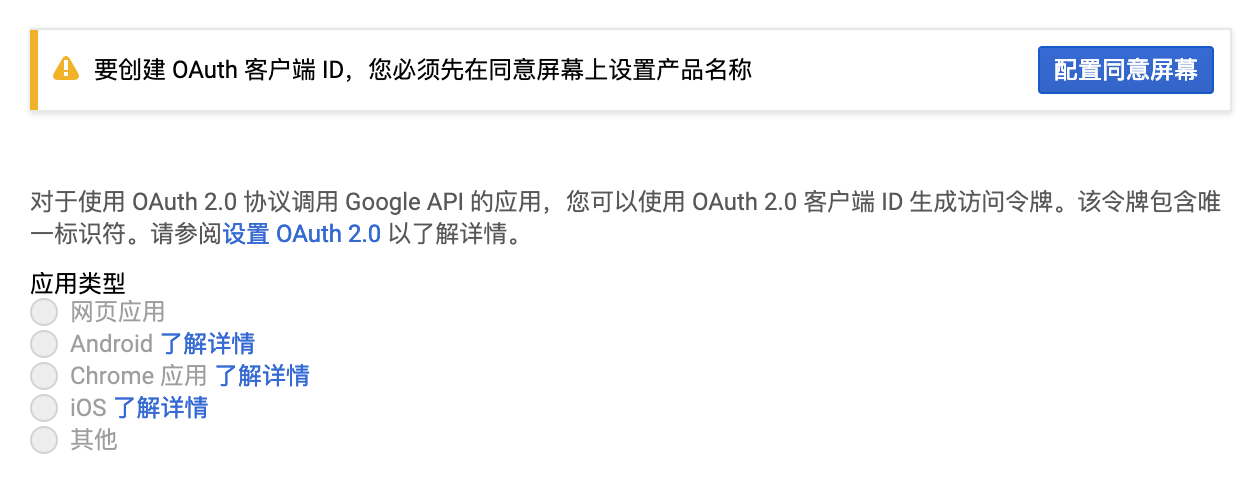 要创建 OAuth 客户端 ID，您必须先在同意屏幕上设置产品名称
配置同意屏幕
对于使用 OAuth 2.0 协议调用 Google API 的应用，您可以使用 OAuth 2.0 客户端 ID 生成访问令牌。该令牌包含唯
一标识符。请参阅设置 OAuth 2.0 以了解详情。
应用类型
网页应用
Android 了解详情
Chrome 应用 了解详情
iOS 了解详情
其他